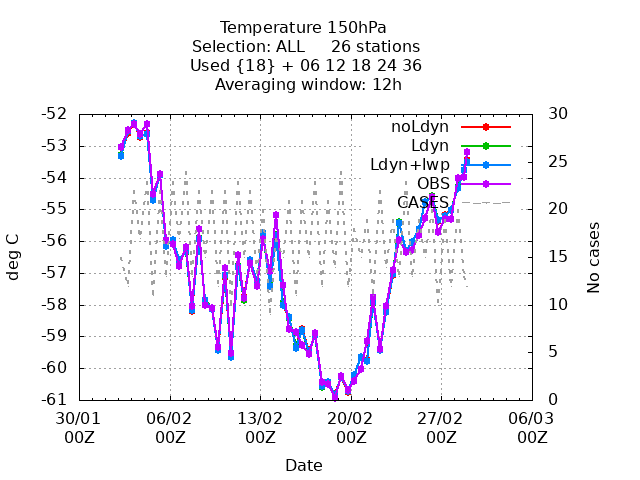 Temperature 150hPa
Selection: ALL     26 stations
Used {18} + 06 12 18 24 36
Averaging window: 12h
noLdyn
Ldyn
Ldyn+lwp
OBS
CASES
-52
-53
-54
-55
-56
-57
-58
-59
-60
-61
deg C
30
25
20
15
10
5
0
No cases
30/01 06/02 13/02 20/02 27/02 06/03
00Z 00Z 00Z 00Z 00Z 00Z
Date